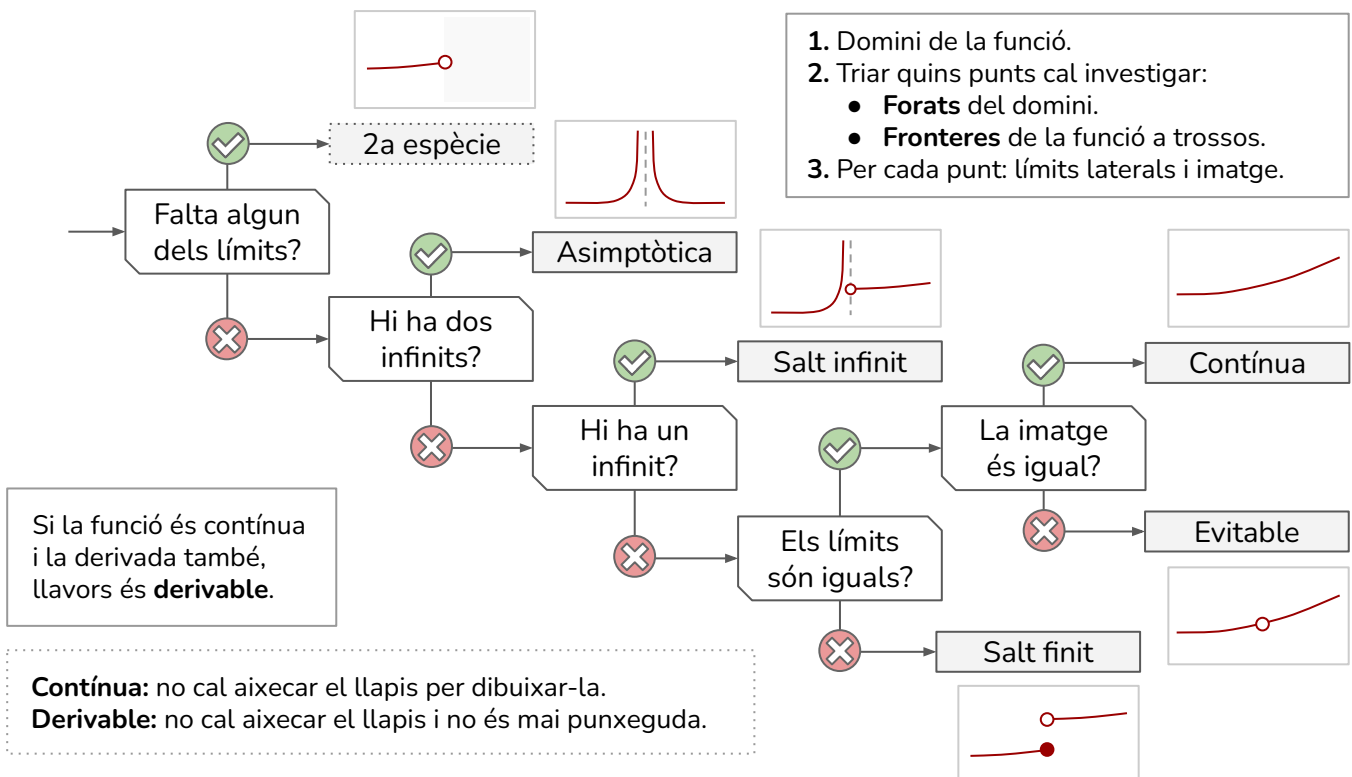 1. Domini de la funció.
2. Triar quins punts cal investigar:
● Forats del domini.
● Fronteres de la funció a trossos.
3. Per cada punt: límits laterals i imatge.
2a espècie
Falta algun
dels límits?
Asimptòtica
Hi ha dos
infinits?
Salt infinit
Hi ha un
infinit?
Contínua
La imatge
és igual?
Evitable
Els límits
són iguals?
Salt finit
Si la funció és contínua
i la derivada també,
llavors és derivable.
Contínua: no cal aixecar el llapis per dibuixar-la.
Derivable: no cal aixecar el llapis i no és mai punxeguda.